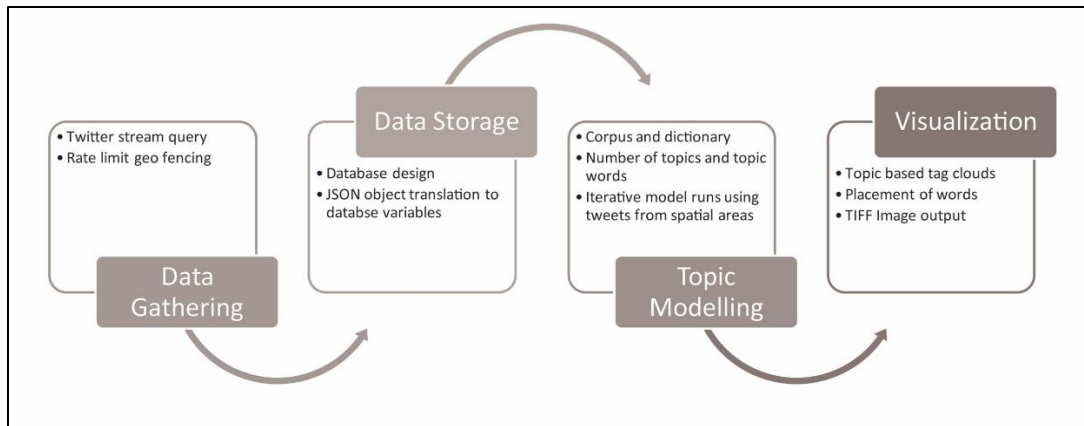 • Twitter stream query
• Rate limit geo fencing
Data
Gathering
Data Storage
• Database design
• JSON object translation to
databse variables
• Corpus and dictionary
• Number of topics and topic
words
• Iterative model runs using
tweets from spatial areas
Topic
Modelling
Visualization
• Topic based tag clouds
• Placement of words
• TIFF Image output